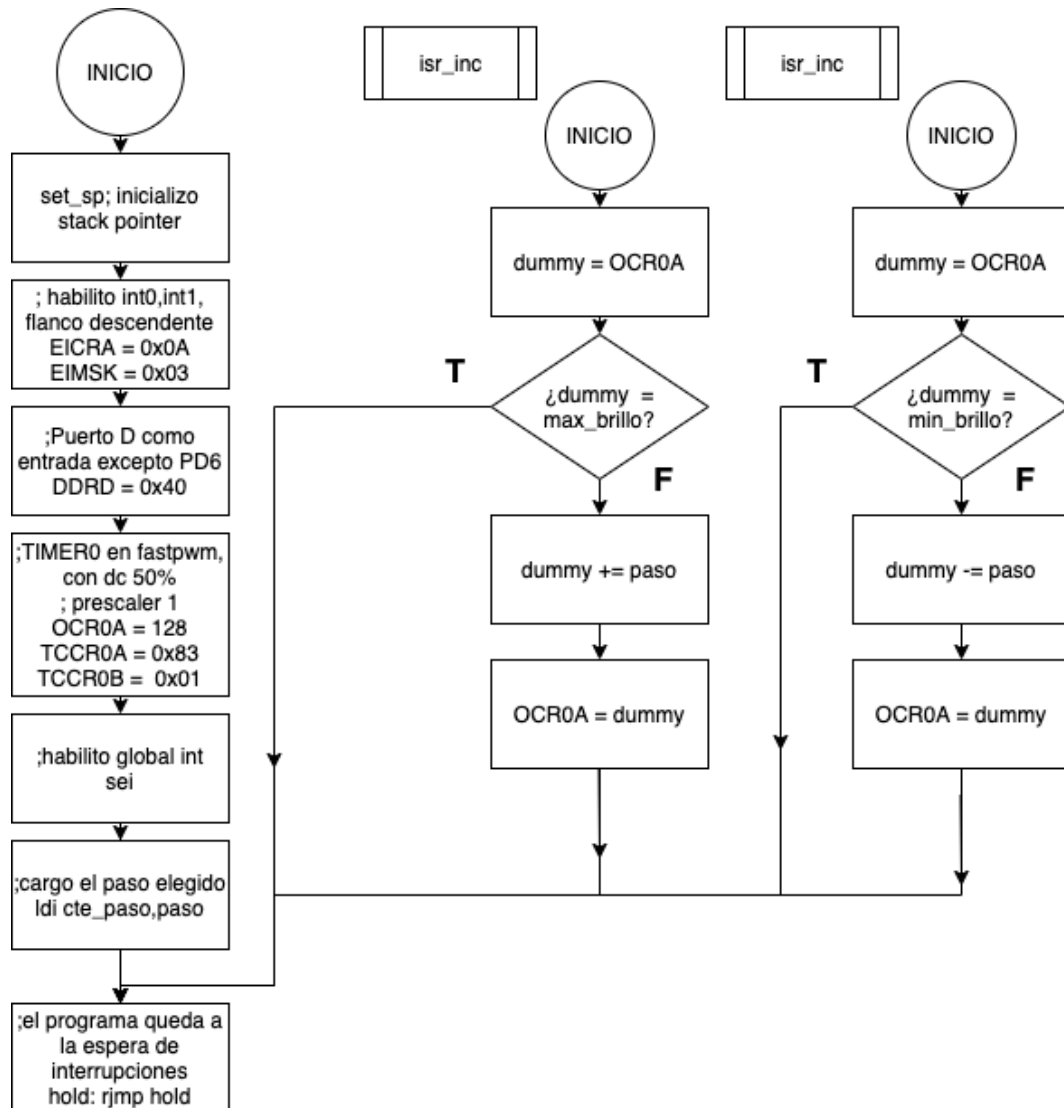 INICIO
set_sp; inicializo
stack pointer
; habilito int0,int1,
flanco descendente
EICRA = 0x0A
EIMSK = 0x03
;Puerto D como
entrada excepto PD6
DDRD = 0x40
;TIMER0 en fastpwm,
con dc 50%
; prescaler 1
OCR0A = 128
TCCR0A = 0x83
TCCR0B =  0x01
;habilito global int
sei
;cargo el paso elegido
ldi cte_paso,paso
;el programa queda a
la espera de
interrupciones
hold: rjmp hold
isr_inc
INICIO
dummy = OCR0A
T
¿dummy  =
max_brillo?
F
dummy += paso
OCR0A = dummy
isr_inc
INICIO
dummy = OCR0A
T
¿dummy  =
min_brillo?
F
dummy -= paso
OCR0A = dummy